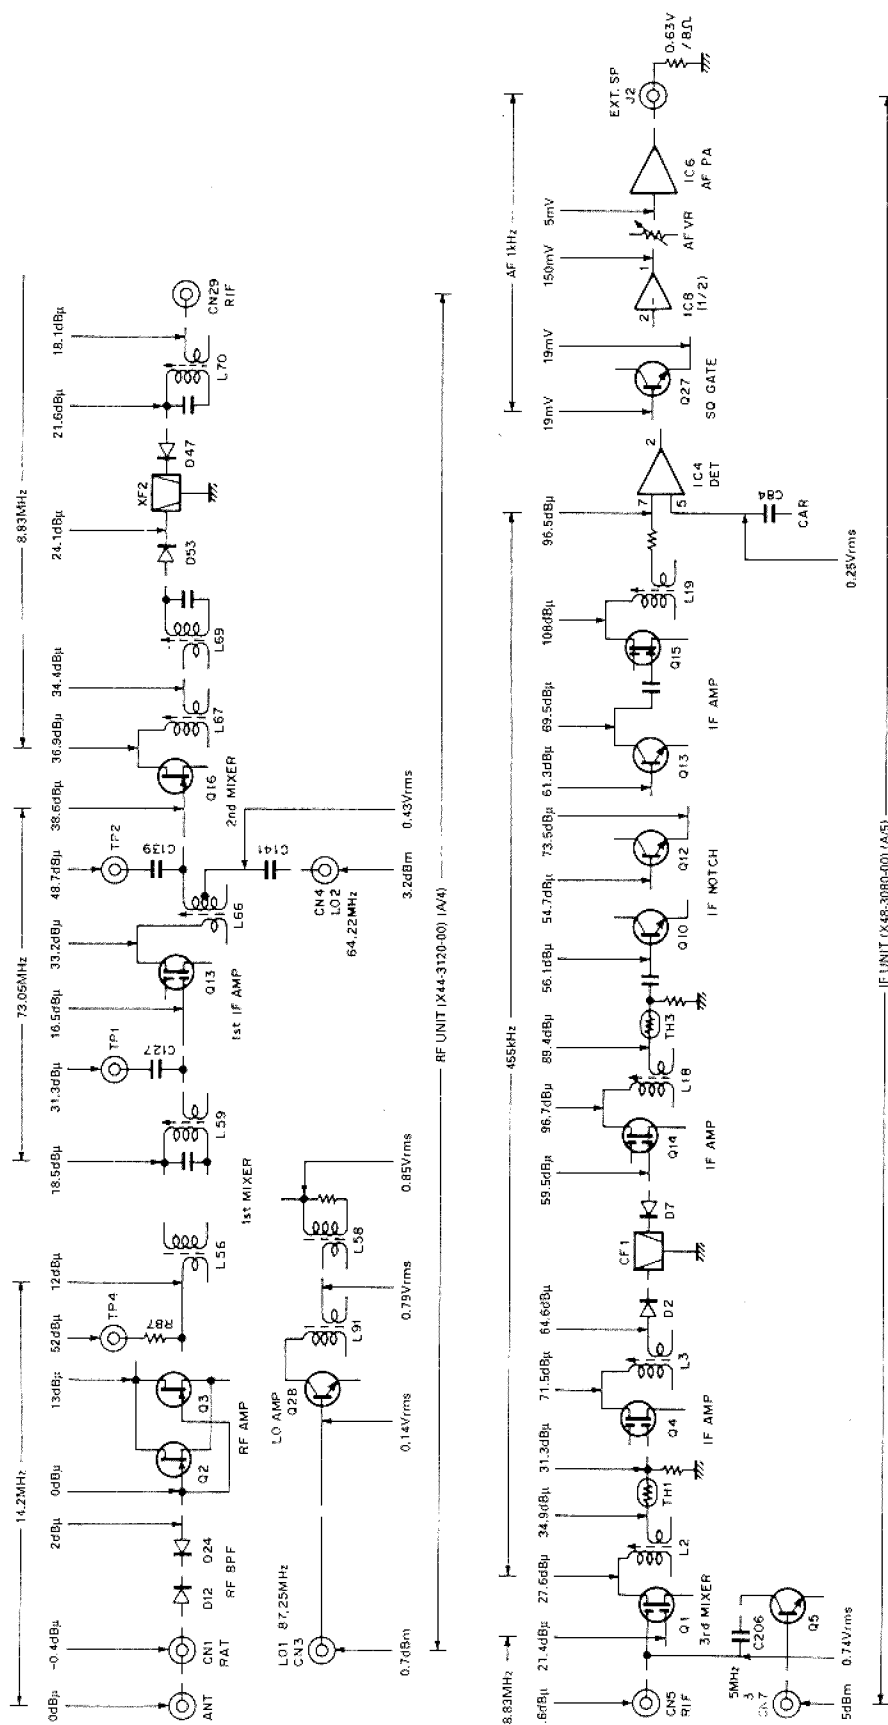 14.2MHz
73.05MHz
8.83MHz
0dBμ
-0.4dBμ
2dBμ
0dBμ
13dBμ
52dBμ
12dBμ
18.5dBμ
31.3dBμ
16.5dBμ
33.2dBμ
48.7dBμ
38.6dBμ
36.9dBμ
34.4dBμ
24.1dBμ
21.6dBμ
18.1dBμ
TP4
TP1
TP2
R87
C127
C139
XF2
ANT
CN1
RAT
D12
D24
RF BPF
Q2
Q3
RF AMP
L56
1st MIXER
L59
Q13
1st IF AMP
L66
C141
Q16
2nd MIXER
L67
L69
D53
D47
L70
CN29
RIF
CN4
LO2
64.22MHz
LO1 87.25MHz
CN3
LO AMP
Q28
L91
L58
0.7dBm
0.14Vrms
0.79Vrms
0.85Vrms
3.2dBm
0.43Vrms
RF UNIT (X44-3120-00) (A/4)
8.83MHz
455kHz
AF 1kHz
.6dBμ
21.4dBμ
27.6dBμ
34.9dBμ
31.3dBμ
71.5dBμ
64.6dBμ
59.5dBμ
96.7dBμ
89.4dBμ
56.1dBμ
54.7dBμ
73.5dBμ
61.3dBμ
69.5dBμ
108dBμ
96.5dBμ
19mV
19mV
150mV
5mV
EXT. SP
J2
0.63V
/8Ω
CN5
RIF
Q1
3rd MIXER
L2
TH1
Q4
IF AMP
L3
D2
CF1
D7
Q14
IF AMP
L18
TH3
Q10
IF NOTCH
Q12
Q13
IF AMP
Q15
L19
7
5
2
IC4
DET
C84
CAR
Q27
SQ GATE
2
1
IC8
(1/2)
AF VR
IC6
AF PA
5MHz
3
CN7
C206
Q5
5dBm
0.74Vrms
0.25Vrms
IF UNIT (X48-3080-00) (A/5)